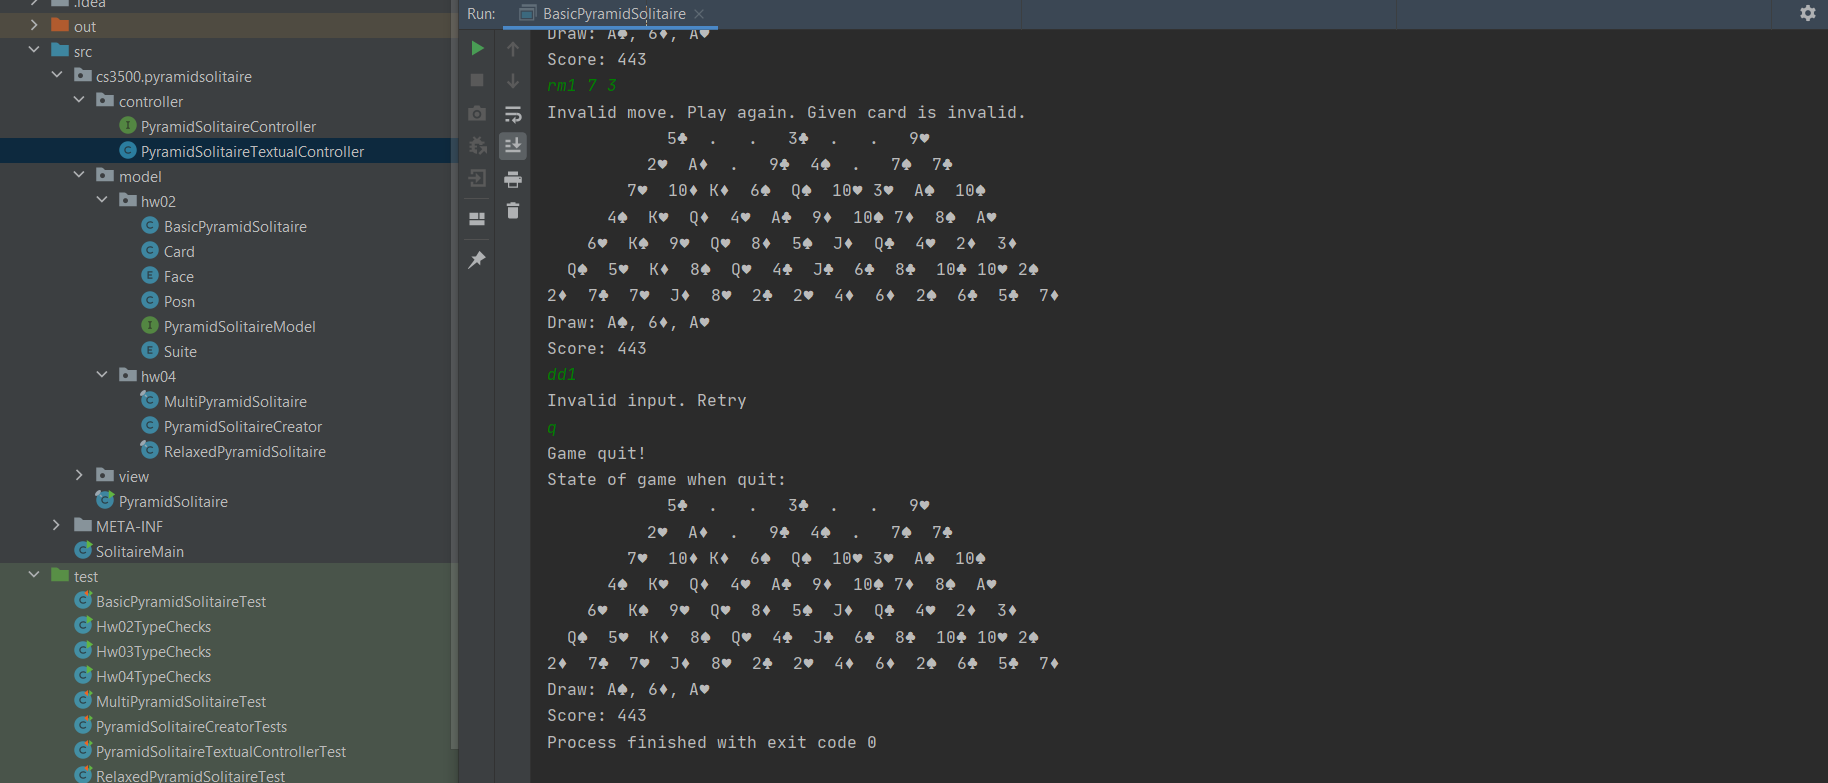 .idea
out
src
cs3500.pyramidsolitaire
controller
PyramidSolitaireController
PyramidSolitaireTextualController
model
hw02
BasicPyramidSolitaire
Card
Face
Posn
PyramidSolitaireModel
Suite
hw04
MultiPyramidSolitaire
PyramidSolitaireCreator
RelaxedPyramidSolitaire
view
PyramidSolitaire
META-INF
SolitaireMain
test
BasicPyramidSolitaireTest
Hw02TypeChecks
Hw03TypeChecks
Hw04TypeChecks
MultiPyramidSolitaireTest
PyramidSolitaireCreatorTests
PyramidSolitaireTextualControllerTest
RelaxedPyramidSolitaireTest
Run: BasicPyramidSolitaire
Draw: A♠, 6♦, A♥
Score: 443
rm1 7 3
Invalid move. Play again. Given card is invalid.
5♣ . . 3♣ . . 9♥
2♥ A♦ . 9♣ 4♠ . 7♠ 7♣
7♥ 10♦ K♦ 6♠ Q♠ 10♥ 3♥ A♠ 10♠
4♠ K♥ Q♦ 4♥ A♣ 9♦ 10♠ 7♦ 8♠ A♥
6♥ K♠ 9♥ Q♥ 8♦ 5♠ J♦ Q♣ 4♥ 2♦ 3♦
Q♠ 5♥ K♦ 8♠ Q♥ 4♣ J♣ 6♣ 8♣ 10♣ 10♥ 2♠
2♦ 7♣ 7♥ J♦ 8♥ 2♣ 2♥ 4♦ 6♦ 2♠ 6♣ 5♣ 7♦
Draw: A♠, 6♦, A♥
Score: 443
dd1
Invalid input. Retry
q
Game quit!
State of game when quit:
5♣ . . 3♣ . . 9♥
2♥ A♦ . 9♣ 4♠ . 7♠ 7♣
7♥ 10♦ K♦ 6♠ Q♠ 10♥ 3♥ A♠ 10♠
4♠ K♥ Q♦ 4♥ A♣ 9♦ 10♠ 7♦ 8♠ A♥
6♥ K♠ 9♥ Q♥ 8♦ 5♠ J♦ Q♣ 4♥ 2♦ 3♦
Q♠ 5♥ K♦ 8♠ Q♥ 4♣ J♣ 6♣ 8♣ 10♣ 10♥ 2♠
2♦ 7♣ 7♥ J♦ 8♥ 2♣ 2♥ 4♦ 6♦ 2♠ 6♣ 5♣ 7♦
Draw: A♠, 6♦, A♥
Score: 443
Process finished with exit code 0